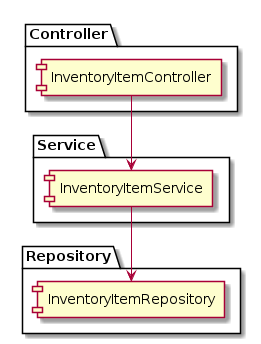 Controller
InventoryItemController
Service
InventoryItemService
Repository
InventoryItemRepository